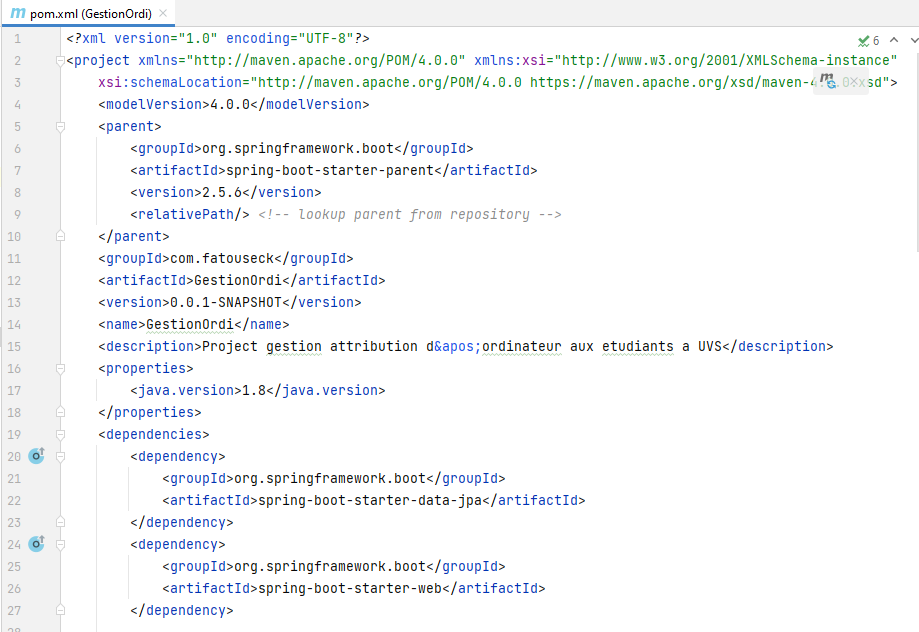 pom.xml (GestionOrdi)
6
1 <?xml version="1.0" encoding="UTF-8"?>
2 <project xmlns="http://maven.apache.org/POM/4.0.0" xmlns:xsi="http://www.w3.org/2001/XMLSchema-instance"
3 xsi:schemaLocation="http://maven.apache.org/POM/4.0.0 https://maven.apache.org/xsd/maven-4.0.0.xsd">
4 <modelVersion>4.0.0</modelVersion>
5 <parent>
6 <groupId>org.springframework.boot</groupId>
7 <artifactId>spring-boot-starter-parent</artifactId>
8 <version>2.5.6</version>
9 <relativePath/> <!-- lookup parent from repository -->
10 </parent>
11 <groupId>com.fatouseck</groupId>
12 <artifactId>GestionOrdi</artifactId>
13 <version>0.0.1-SNAPSHOT</version>
14 <name>GestionOrdi</name>
15 <description>Project gestion attribution d&apos;ordinateur aux etudiants a UVS</description>
16 <properties>
17 <java.version>1.8</java.version>
18 </properties>
19 <dependencies>
20 <dependency>
21 <groupId>org.springframework.boot</groupId>
22 <artifactId>spring-boot-starter-data-jpa</artifactId>
23 </dependency>
24 <dependency>
25 <groupId>org.springframework.boot</groupId>
26 <artifactId>spring-boot-starter-web</artifactId>
27 </dependency>
28